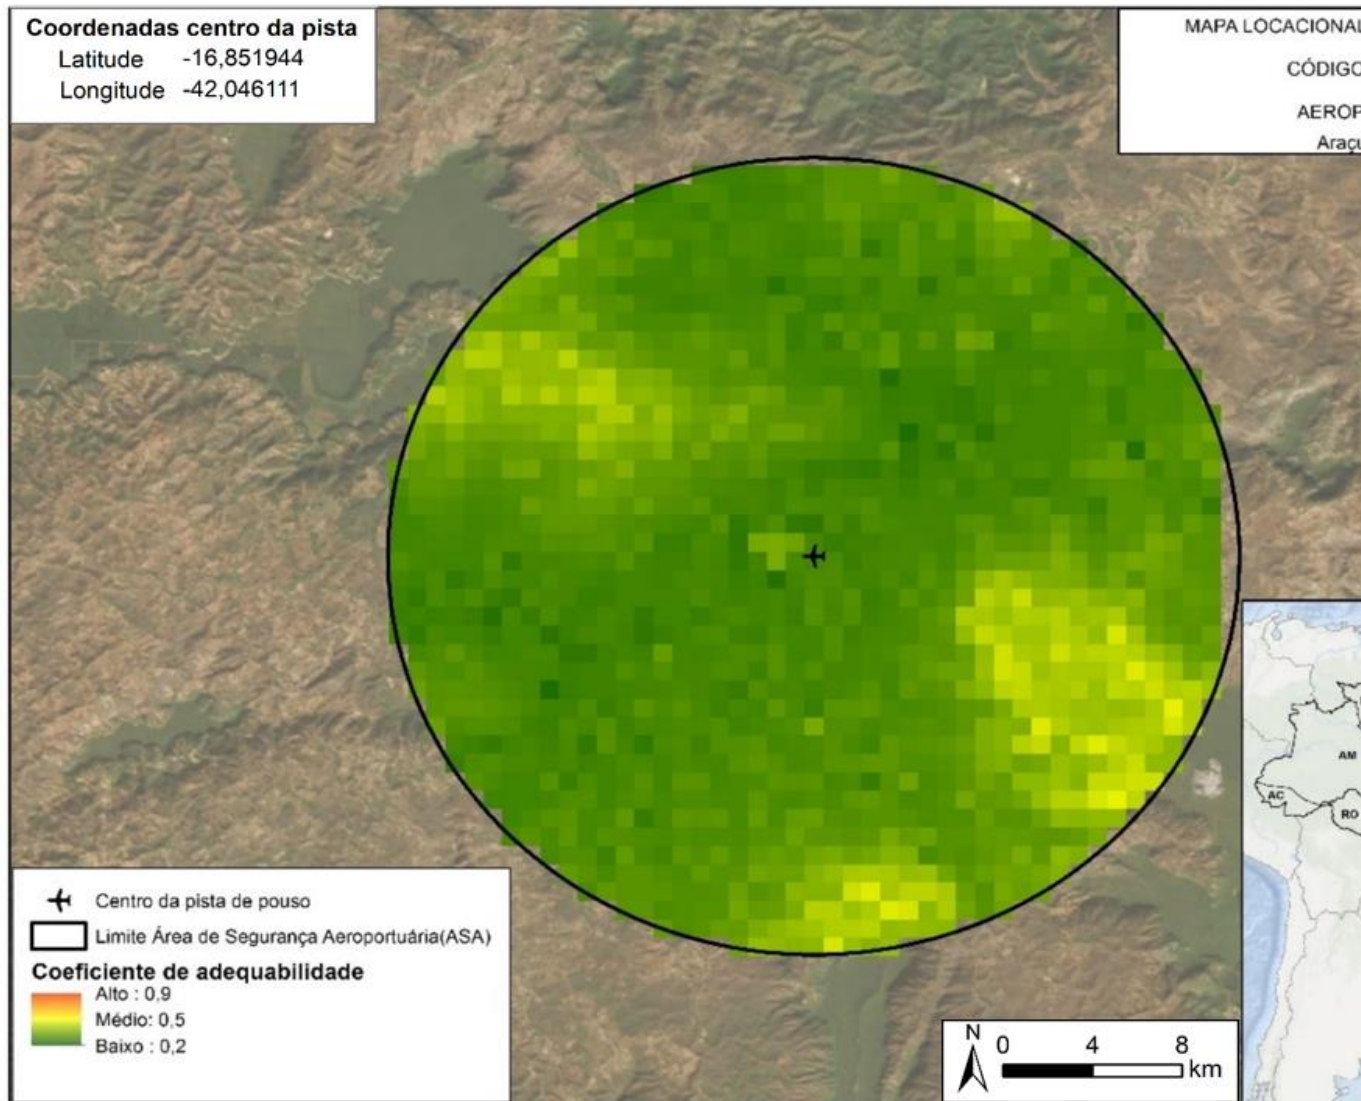 Coordenadas centro da pista
Latitude -16,851944
Longitude -42,046111
MAPA LOCACIONAL
CÓDIGO
AEROP
Araçu
AM
AC
RO
Centro da pista de pouso
Limite Área de Segurança Aeroportuária(ASA)
Coeficiente de adequabilidade
Alto : 0,9
Médio: 0,5
Baixo : 0,2
N
0 4 8
km